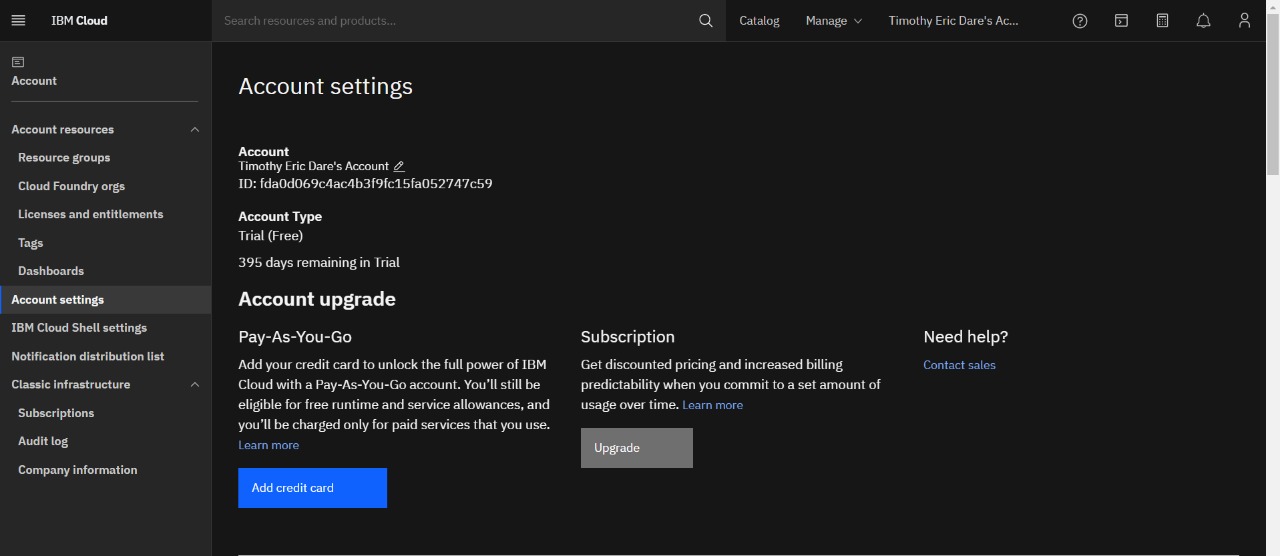 IBM Cloud
Search resources and products...
Catalog
Manage
Timothy Eric Dare's Ac...
Account
Account resources
Resource groups
Cloud Foundry orgs
Licenses and entitlements
Tags
Dashboards
Account settings
IBM Cloud Shell settings
Notification distribution list
Classic infrastructure
Subscriptions
Audit log
Company information
Account settings
Account
Timothy Eric Dare's Account
ID: fda0d069c4ac4b3f9fc15fa052747c59
Account Type
Trial (Free)
395 days remaining in Trial
Account upgrade
Pay-As-You-Go
Add your credit card to unlock the full power of IBM
Cloud with a Pay-As-You-Go account. You’ll still be
eligible for free runtime and service allowances, and
you’ll be charged only for paid services that you use.
Learn more
Add credit card
Subscription
Get discounted pricing and increased billing
predictability when you commit to a set amount of
usage over time. Learn more
Upgrade
Need help?
Contact sales